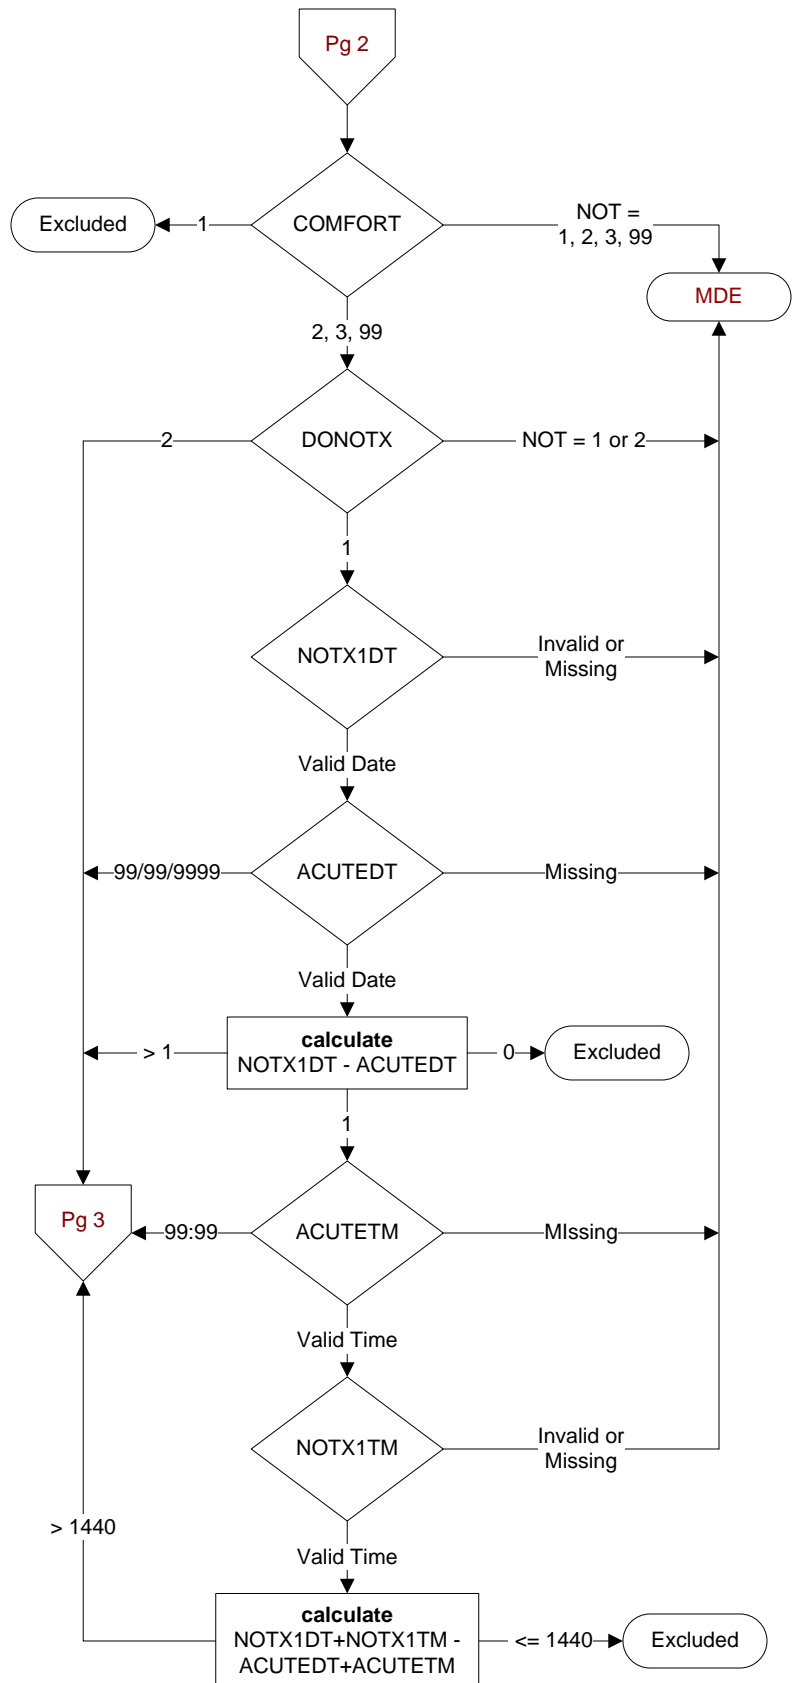 Pg 2
COMFORT
Excluded
1
NOT =
1, 2, 3, 99
MDE
2, 3, 99
DONOTX
2
NOT = 1 or 2
1
NOTX1DT
Invalid or
Missing
Valid Date
ACUTEDT
99/99/9999
Missing
Valid Date
calculate
NOTX1DT - ACUTEDT
> 1
0
Excluded
1
Pg 3
99:99
ACUTETM
MIssing
Valid Time
NOTX1TM
Invalid or
Missing
> 1440
Valid Time
calculate
NOTX1DT+NOTX1TM -
ACUTEDT+ACUTETM
<= 1440
Excluded